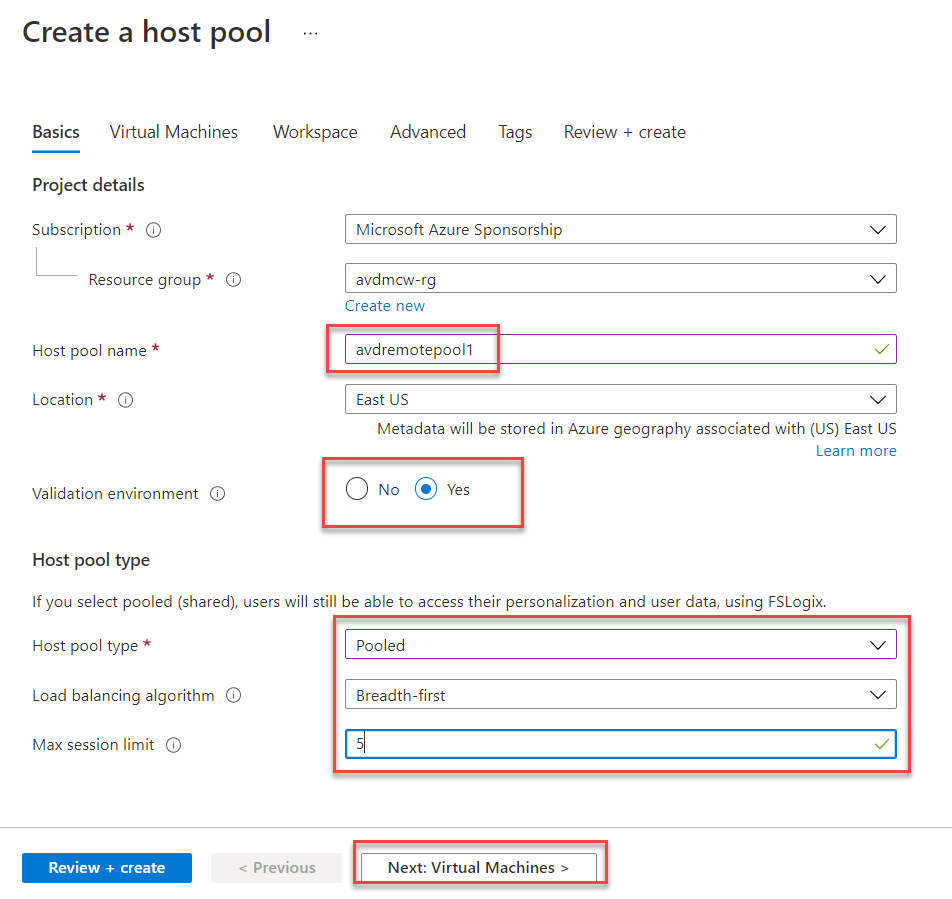 Create a host pool ...
Basics Virtual Machines Workspace Advanced Tags Review + create
Project details
Subscription * Microsoft Azure Sponsorship
Resource group * avdmcw-rg
Create new
Host pool name * avdremotepool1
Location * East US
Metadata will be stored in Azure geography associated with (US) East US
Learn more
Validation environment No Yes
Host pool type
If you select pooled (shared), users will still be able to access their personalization and user data, using FSLogix.
Host pool type * Pooled
Load balancing algorithm Breadth-first
Max session limit 5
Review + create < Previous Next: Virtual Machines >